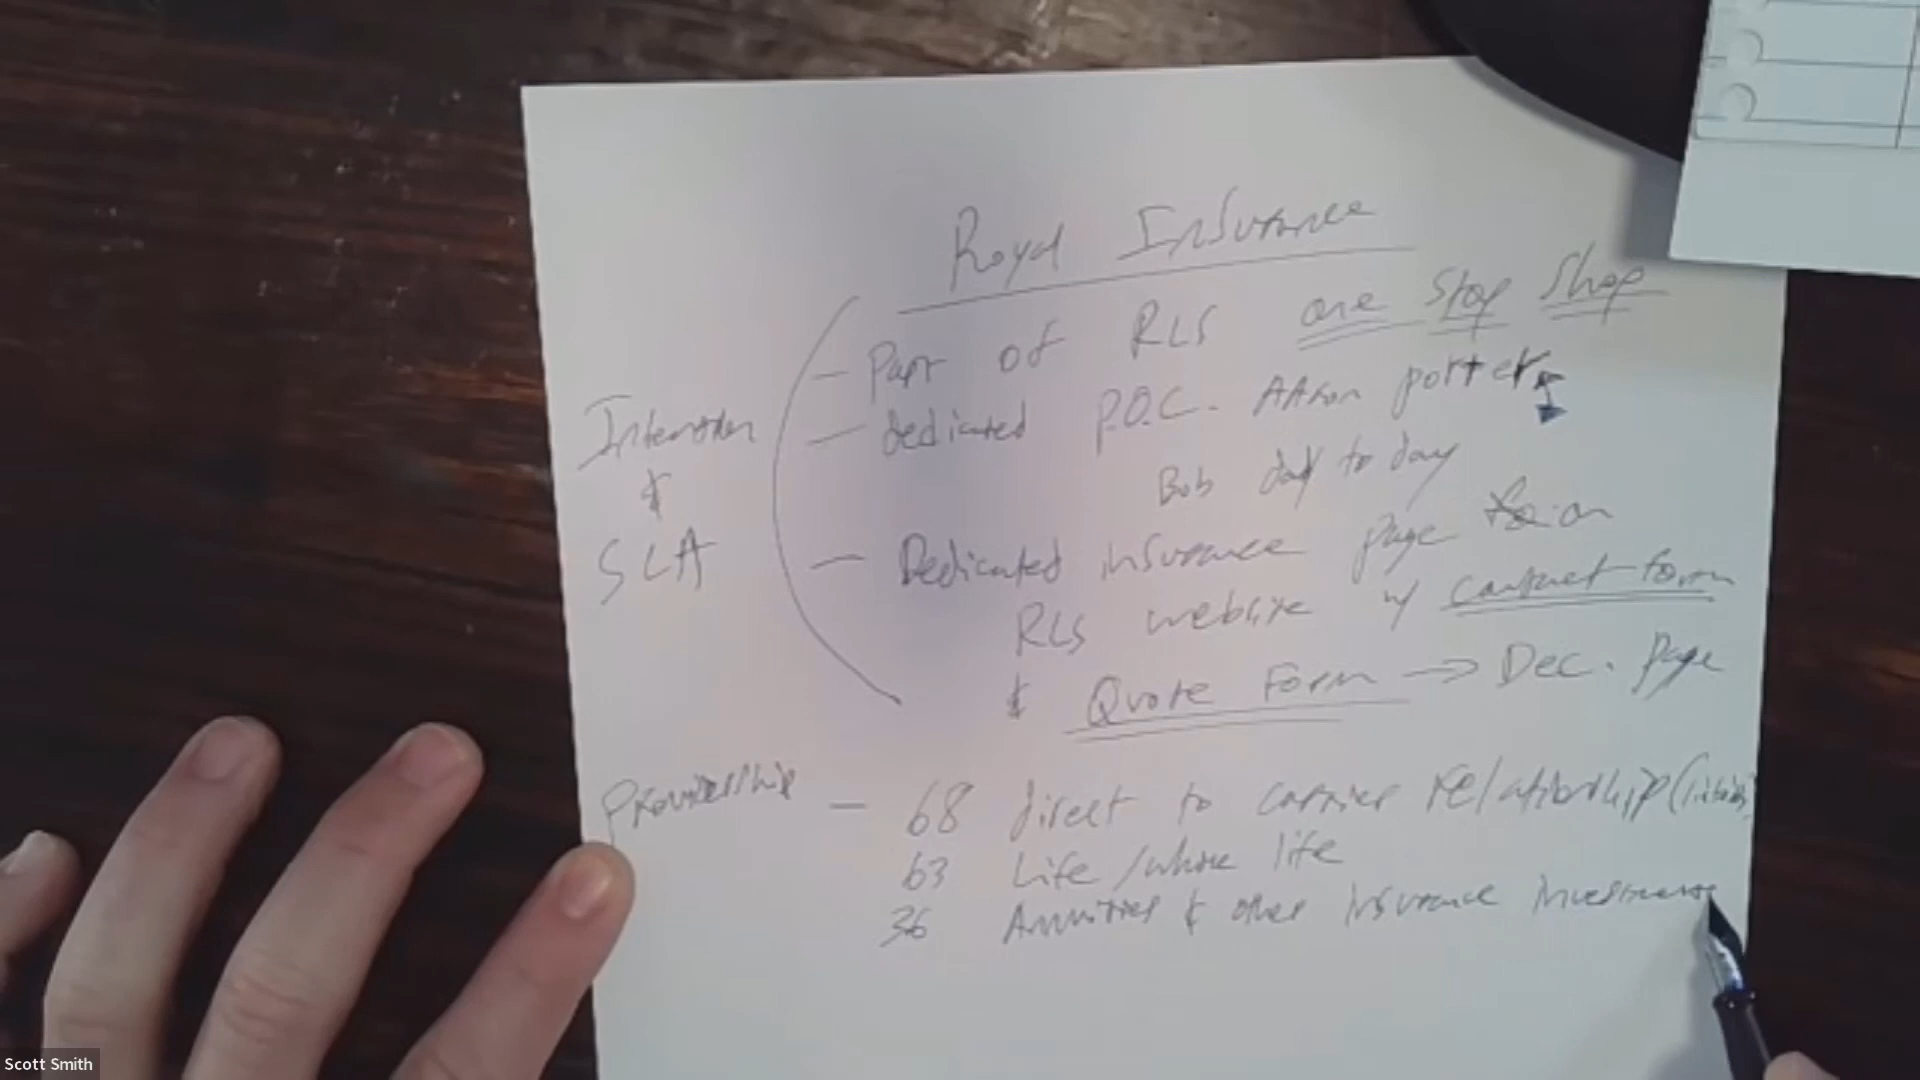 Royal Insurance
- Part of RLS one stop shop
Intention
&
SLA
- dedicated P.O.C. AAron porter
Bob day to day
- Dedicated insurance page on
RLS website w/ contact form
& Quote Form → Dec. Page
- 68 direct to carrier relationship
63 Life/whole life
36 Annuities & other insurance investments
Scott Smith